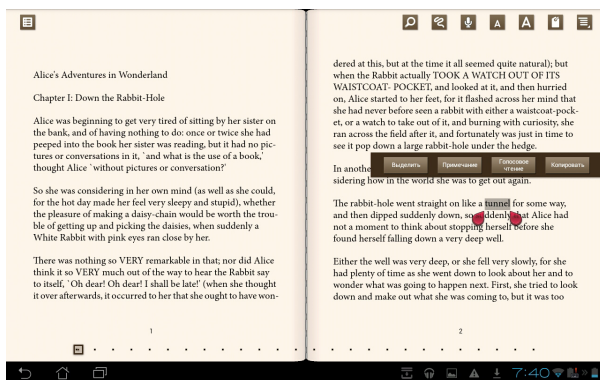 Alice's Adventures in Wonderland
Chapter I: Down the Rabbit-Hole
Alice was beginning to get very tired of sitting by her sister on
the bank, and of having nothing to do: once or twice she had
peeped into the book her sister was reading, but it had no pic-
tures or conversations in it, `and what is the use of a book,'
thought Alice `without pictures or conversation?'
So she was considering in her own mind (as well as she could,
for the hot day made her feel very sleepy and stupid), whether
the pleasure of making a daisy-chain would be worth the trou-
ble of getting up and picking the daisies, when suddenly a
White Rabbit with pink eyes ran close by her.
There was nothing so VERY remarkable in that; nor did Alice
think it so VERY much out of the way to hear the Rabbit say
to itself, `Oh dear! Oh dear! I shall be late!' (when she thought
it over afterwards, it occurred to her that she ought to have won-
1
A
A
dered at this, but at the time it all seemed quite natural); but
when the Rabbit actually TOOK A WATCH OUT OF ITS
WAISTCOAT- POCKET, and looked at it, and then hurried
on, Alice started to her feet, for it flashed across her mind that
she had never before seen a rabbit with either a waistcoat-pock-
et, or a watch to take out of it, and burning with curiosity, she
ran across the field after it, and fortunately was just in time to
see it pop down a large rabbit-hole under the hedge.
Выделить Примечание Голосовое чтение Копировать
In anothe
sidering how in the world she was to get out again.
The rabbit-hole went straight on like a tunnel for some way,
and then dipped suddenly down, so suddenly that Alice had
not a moment to think about stopping herself before she
found herself falling down a very deep well.
Either the well was very deep, or she fell very slowly, for she
had plenty of time as she went down to look about her and to
wonder what was going to happen next. First, she tried to look
down and make out what she was coming to, but it was too
2
7:40